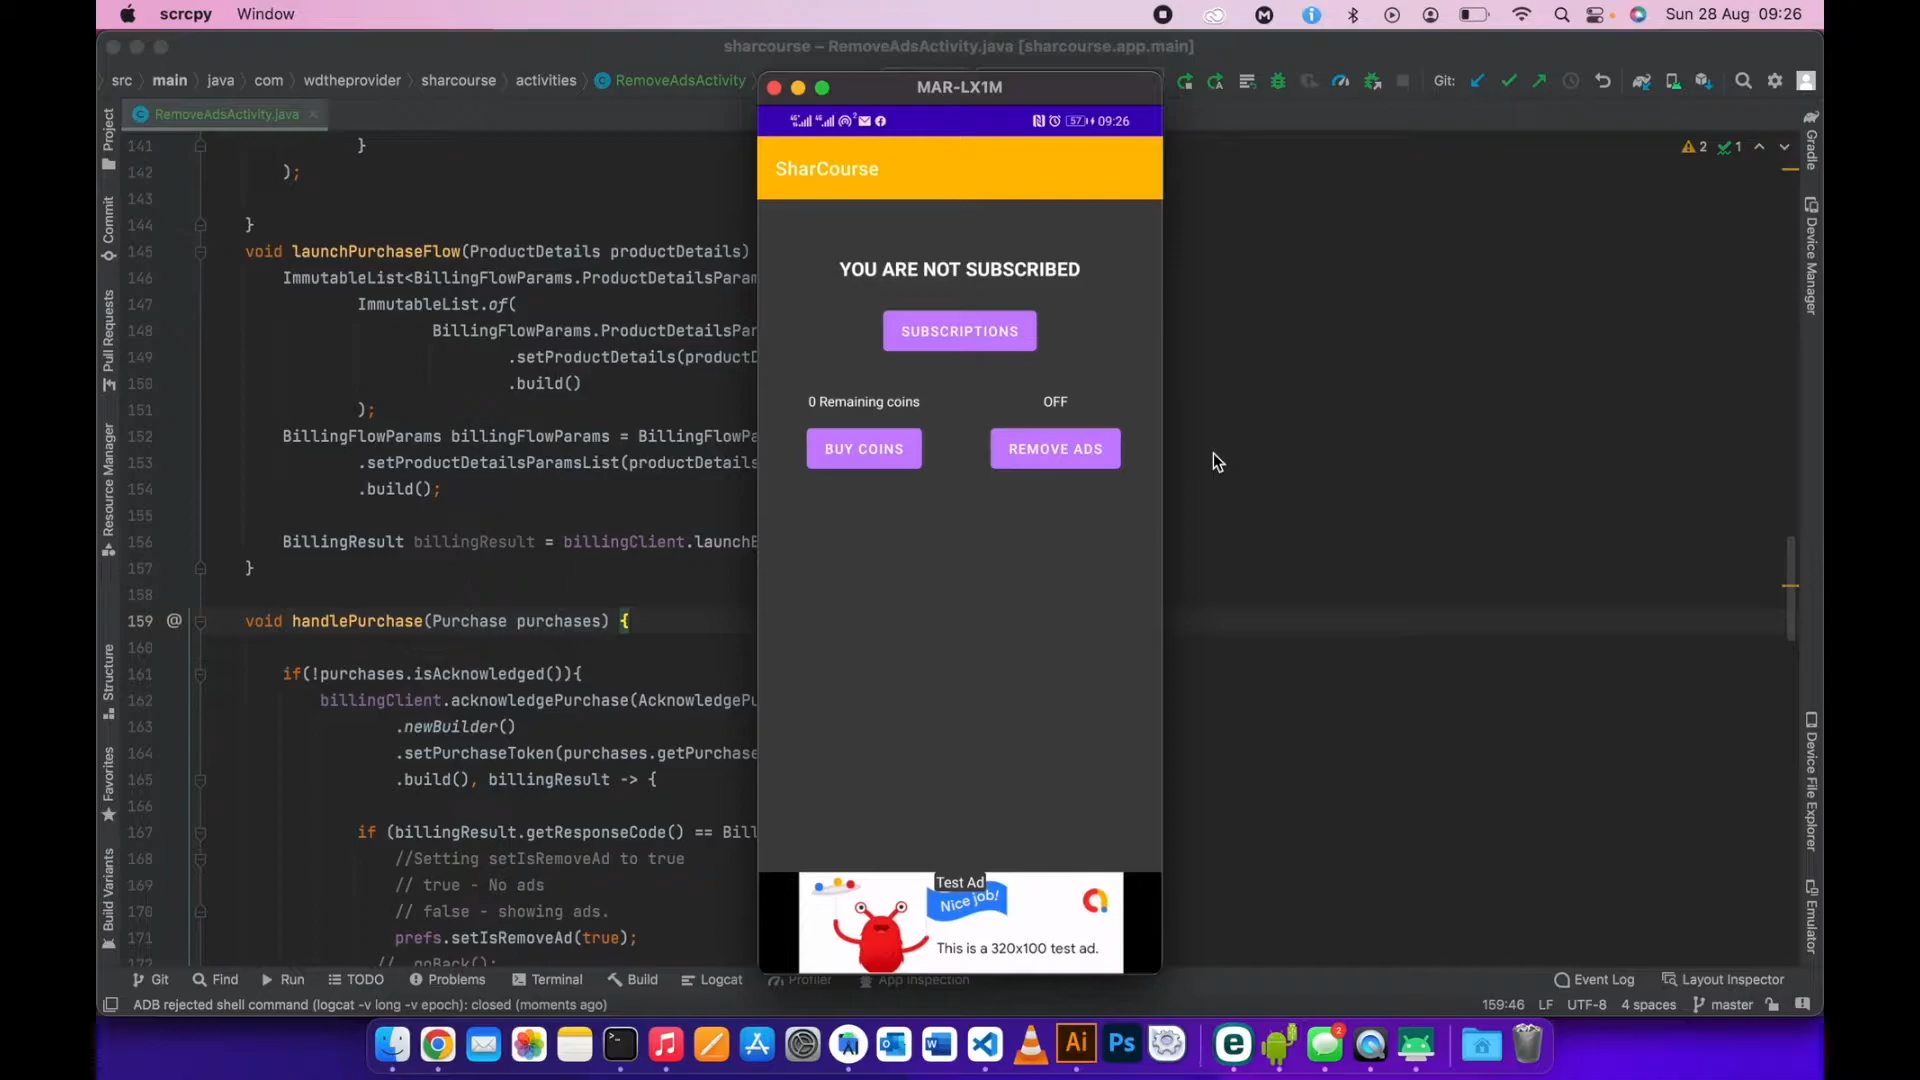 scrcpy Window
Sun 28 Aug 09:26
sharcourse – RemoveAdsActivity.java [sharcourse.app.main]
src main java com wdtheprovider sharcourse activities RemoveAdsActivity
Git:
RemoveAdsActivity.java
2 1
141 }
142 );
143
144 }
145 void launchPurchaseFlow(ProductDetails productDetails)
146 ImmutableList<BillingFlowParams.ProductDetailsParam
147 ImmutableList.of(
148 BillingFlowParams.ProductDetailsPar
149 .setProductDetails(productD
150 .build()
151 );
152 BillingFlowParams billingFlowParams = BillingFlowPa
153 .setProductDetailsParamsList(productDetails
154 .build();
155
156 BillingResult billingResult = billingClient.launchB
157 }
158
159 @ void handlePurchase(Purchase purchases) {
160
161 if(!purchases.isAcknowledged()){
162 billingClient.acknowledgePurchase(AcknowledgePu
163 .newBuilder()
164 .setPurchaseToken(purchases.getPurchase
165 .build(), billingResult -> {
166
167 if (billingResult.getResponseCode() == Bill
168 //Setting setIsRemoveAd to true
169 // true - No ads
170 // false - showing ads.
171 prefs.setIsRemoveAd(true);
// goBack();
Project
Commit
Pull Requests
Resource Manager
Structure
Favorites
Build Variants
MAR-LX1M
57 09:26
SharCourse
YOU ARE NOT SUBSCRIBED
SUBSCRIPTIONS
0 Remaining coins OFF
BUY COINS REMOVE ADS
Test Ad
Nice job!
This is a 320x100 test ad.
Gradle
Device Manager
Device File Explorer
Emulator
Git Find Run TODO Problems Terminal Build Logcat Profiler App Inspection Event Log Layout Inspector
ADB rejected shell command (logcat -v long -v epoch): closed (moments ago)
159:46 LF UTF-8 4 spaces master
Ai Ps
2